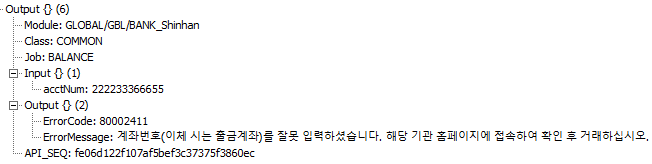 Output {} (6)
Module: GLOBAL/GBL/BANK_Shinhan
Class: COMMON
Job: BALANCE
Input {} (1)
acctNum: 222233366655
Output {} (2)
ErrorCode: 80002411
ErrorMessage: 계좌번호(이체 시는 출금계좌)를 잘못 입력하셨습니다. 해당 기관 홈페이지에 접속하여 확인 후 거래하십시오.
API_SEQ: fe06d122f107af5bef3c37375f3860ec